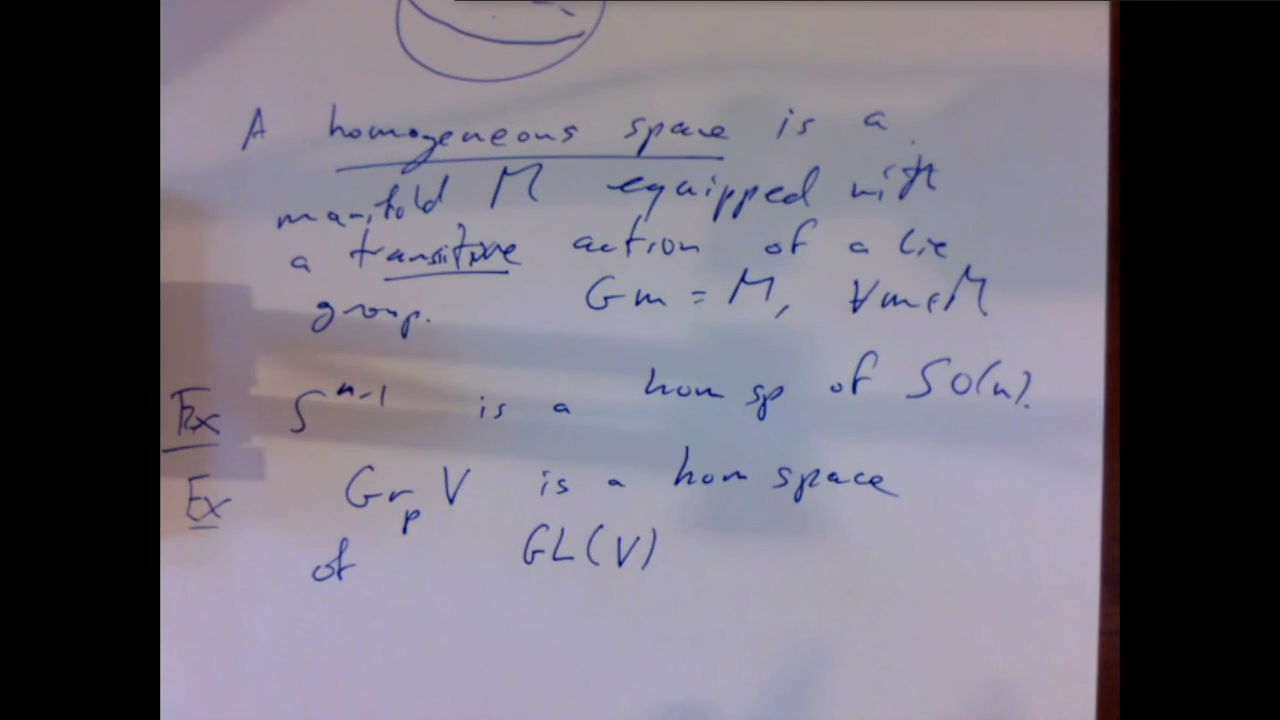 A homogeneous space is a
manifold M equipped with
a transitive action of a Lie
group. Gm = M, ∀m∈M
Ex S^{n-1} is a hom sp of SO(n).
Ex Gr_p V is a hom space
of GL(V)